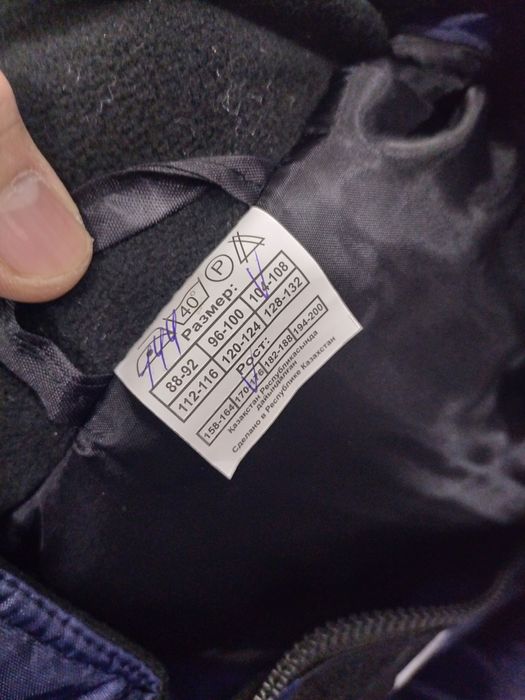 40° P
Размер:
88-92 96-100 104-108
112-116 120-124 128-132
Рост:
158-164 170-176 182-188 194-200
Қазақстан Республикасында
дайындалған
Сделано в Республике Казахстан